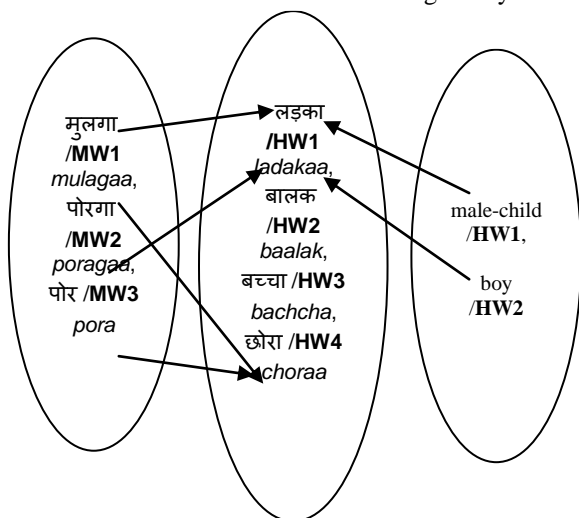 मुलगा
/MW1
mulagaa,
पोरगा
/MW2
poragaa,
पोर /MW3
pora
लड़का
/HW1
ladakaa,
बालक
/HW2
baalak,
बच्चा /HW3
bachcha,
छोरा /HW4
choraa
male-child
/HW1,
boy
/HW2